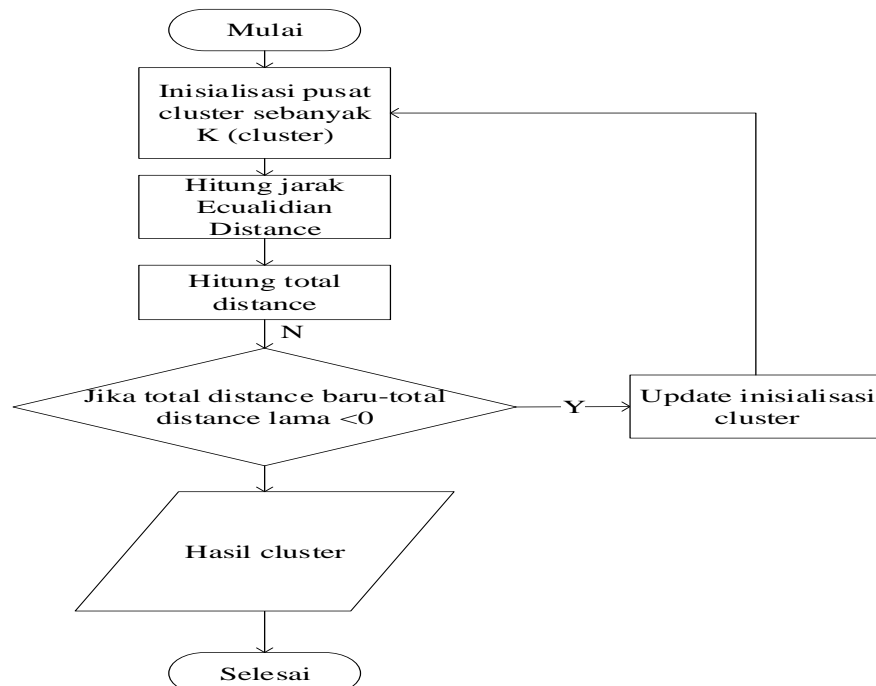 Mulai
Inisialisasi pusat
cluster sebanyak
K (cluster)
Hitung jarak
Ecualidian
Distance
Hitung total
distance
N
Jika total distance baru-total
distance lama <0
Y
Update inisialisasi
cluster
Hasil cluster
Selesai